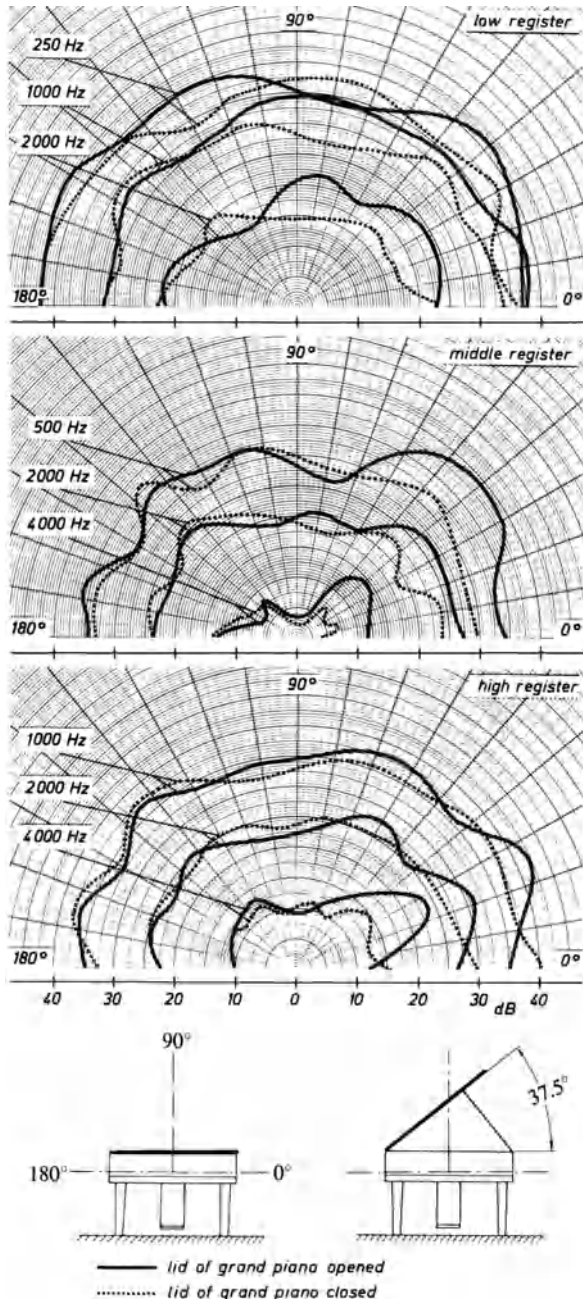 90°
low register
250 Hz
1000 Hz
2000 Hz
180°
0°
90°
middle register
500 Hz
2000 Hz
4000 Hz
180°
0°
90°
high register
1000 Hz
2000 Hz
4000 Hz
180°
0°
40 30 20 10 0 10 20 30 40
dB
90°
37.5°
180°
0°
lid of grand piano opened
lid of grand piano closed